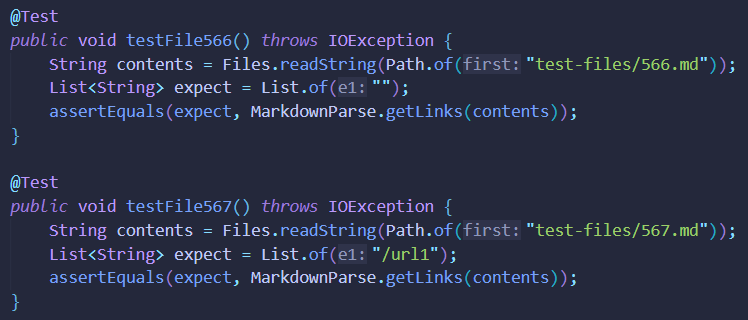 @Test
public void testFile566() throws IOException {
    String contents = Files.readString(Path.of(first: "test-files/566.md"));
    List<String> expect = List.of(e1: "");
    assertEquals(expect, MarkdownParse.getLinks(contents));
}
@Test
public void testFile567() throws IOException {
    String contents = Files.readString(Path.of(first: "test-files/567.md"));
    List<String> expect = List.of(e1: "/url1");
    assertEquals(expect, MarkdownParse.getLinks(contents));
}